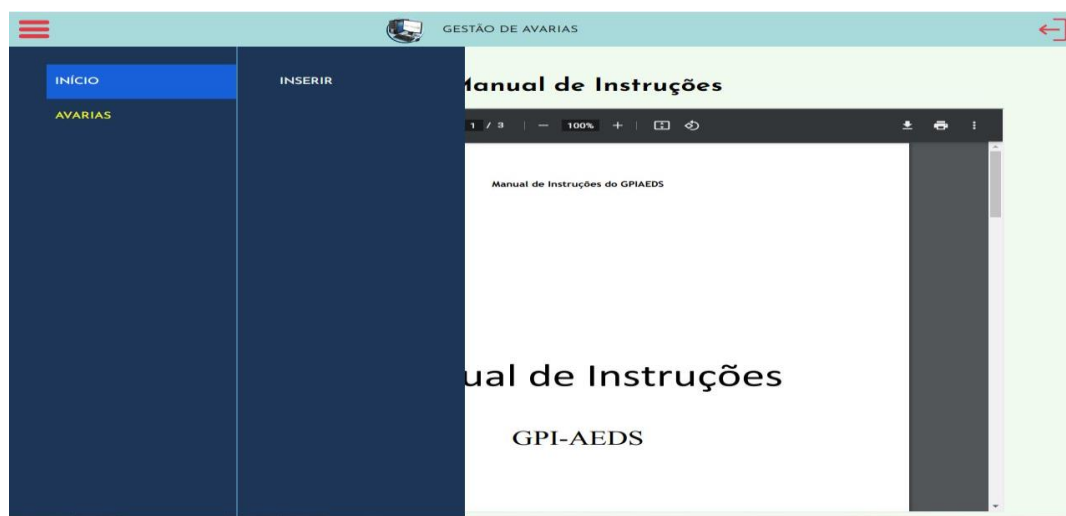 GESTÃO DE AVARIAS
INÍCIO
AVARIAS
INSERIR
Manual de Instruções
1 / 3 | — 100% + |
Manual de Instruções do GPIAEDS
ual de Instruções
GPI-AEDS